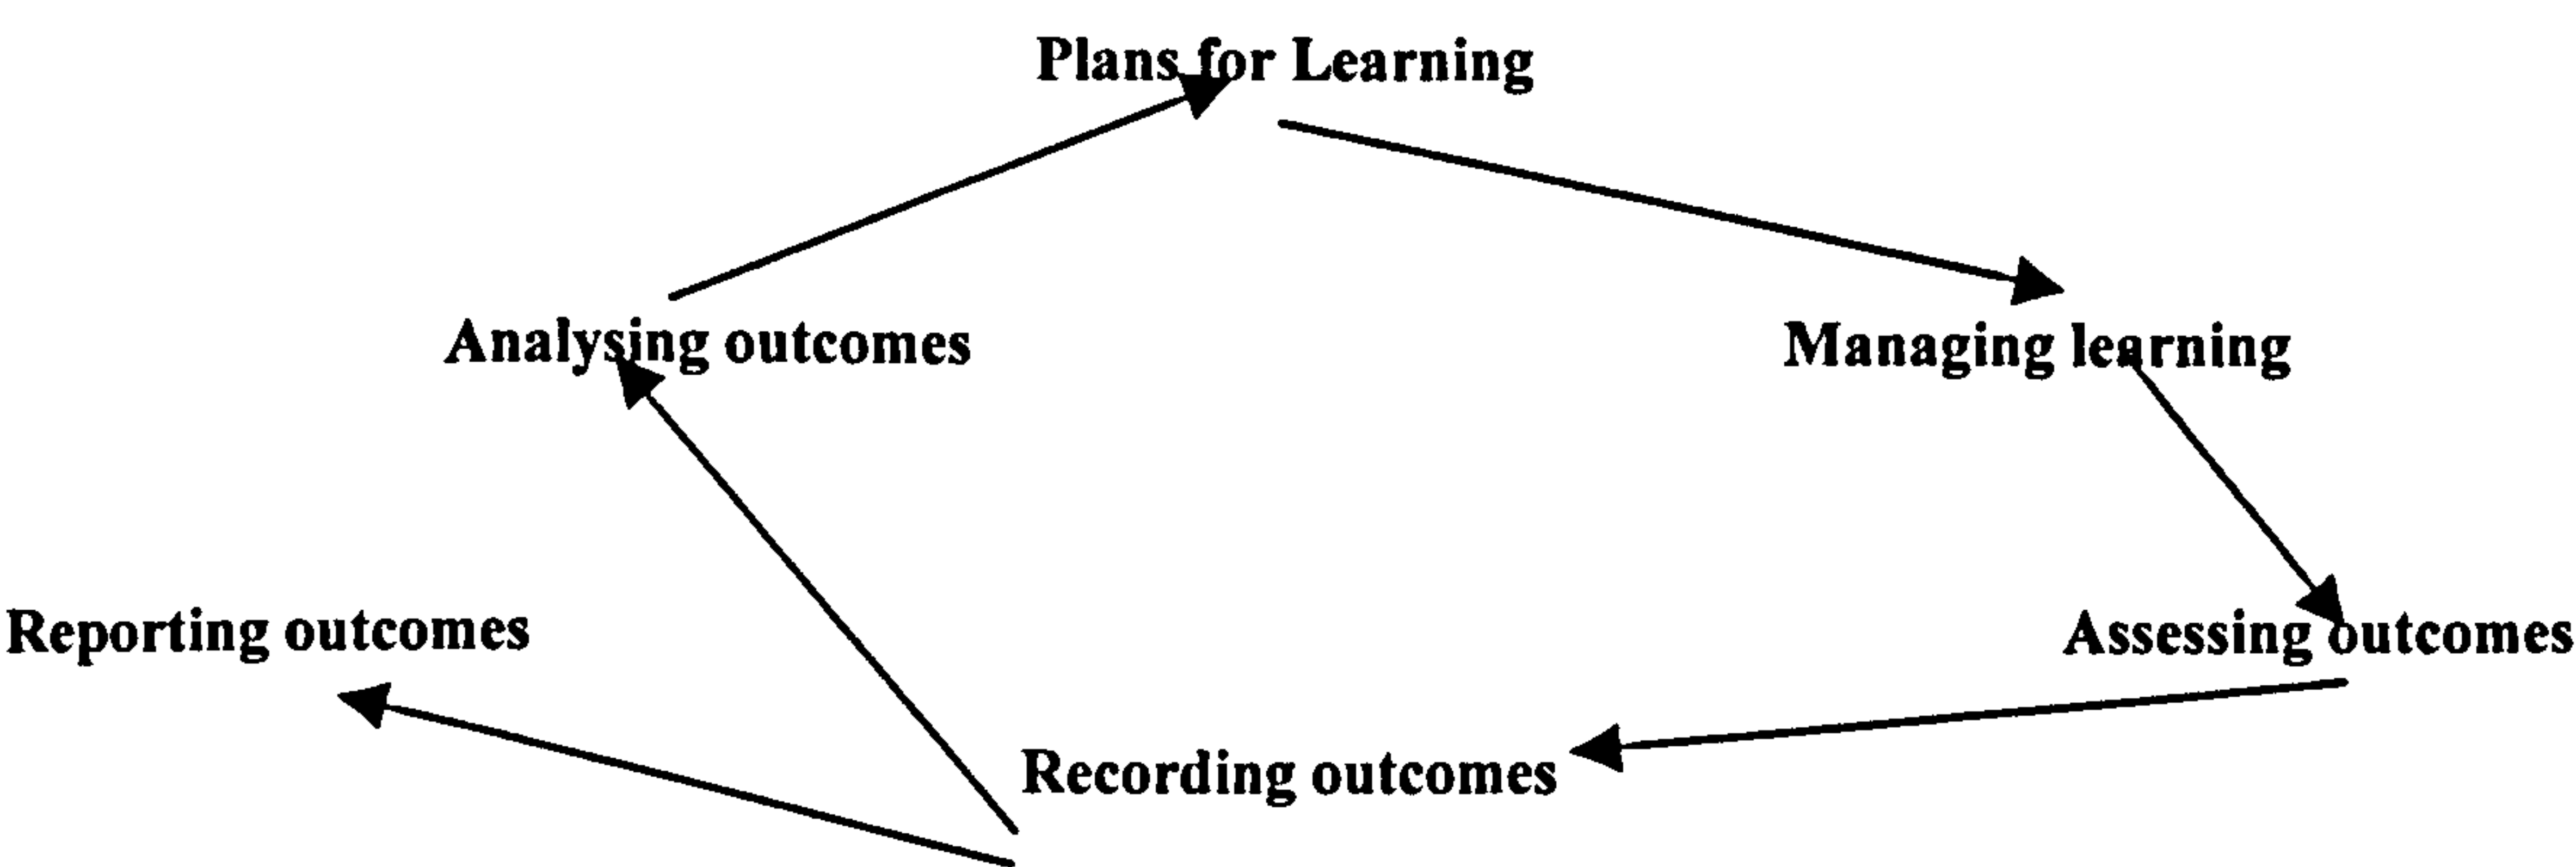 Plans for Learning
Analysing outcomes
Managing learning
Reporting outcomes
Assessing outcomes
Recording outcomes